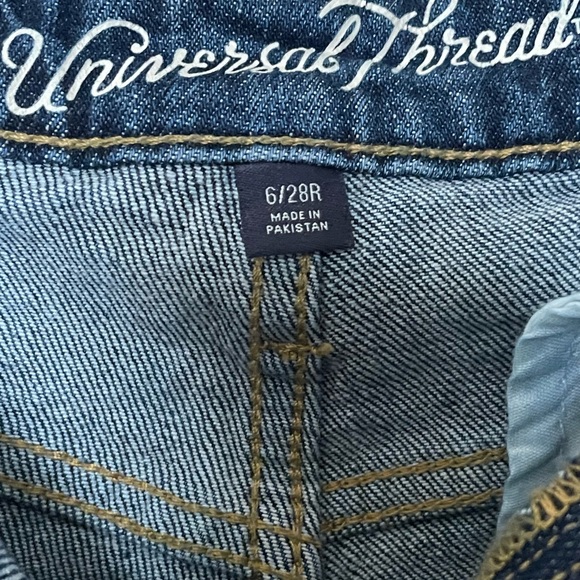 Universal Thread
6/28R
MADE IN
PAKISTAN